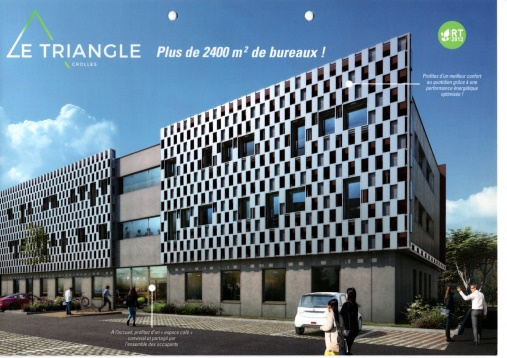 LE TRIANGLE
CROLLES
Plus de 2400 m² de bureaux !
RT
2012
Profitez d'un meilleur confort
au quotidien grâce à une
performance énergétique
optimisée !
A l'accueil, profitez d'un « espace café »
convivial et partagé par
l'ensemble des occupants